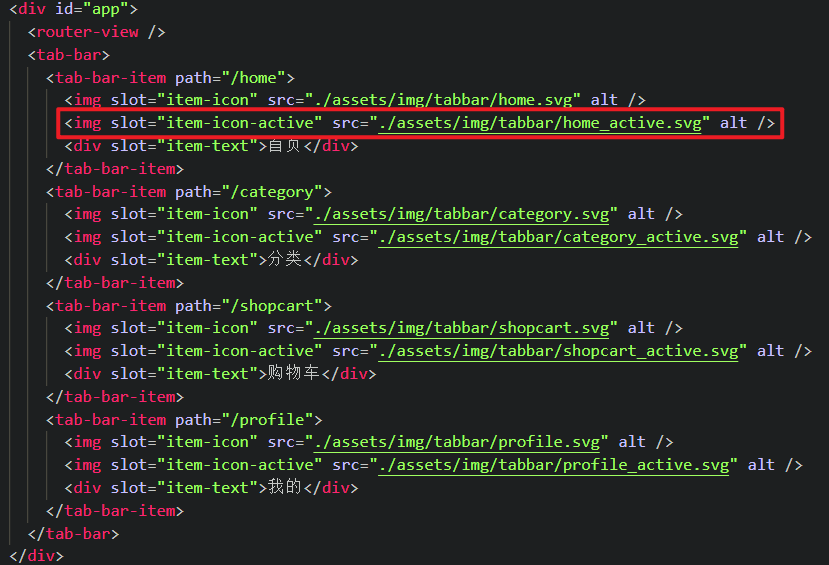 <div id="app">
<router-view />
<tab-bar>
<tab-bar-item path="/home">
<img slot="item-icon" src="./assets/img/tabbar/home.svg" alt />
<img slot="item-icon-active" src="./assets/img/tabbar/home_active.svg" alt />
<div slot="item-text">自贝</div>
</tab-bar-item>
<tab-bar-item path="/category">
<img slot="item-icon" src="./assets/img/tabbar/category.svg" alt />
<img slot="item-icon-active" src="./assets/img/tabbar/category_active.svg" alt />
<div slot="item-text">分类</div>
</tab-bar-item>
<tab-bar-item path="/shopcart">
<img slot="item-icon" src="./assets/img/tabbar/shopcart.svg" alt />
<img slot="item-icon-active" src="./assets/img/tabbar/shopcart_active.svg" alt />
<div slot="item-text">购物车</div>
</tab-bar-item>
<tab-bar-item path="/profile">
<img slot="item-icon" src="./assets/img/tabbar/profile.svg" alt />
<img slot="item-icon-active" src="./assets/img/tabbar/profile_active.svg" alt />
<div slot="item-text">我的</div>
</tab-bar-item>
</tab-bar>
</div>